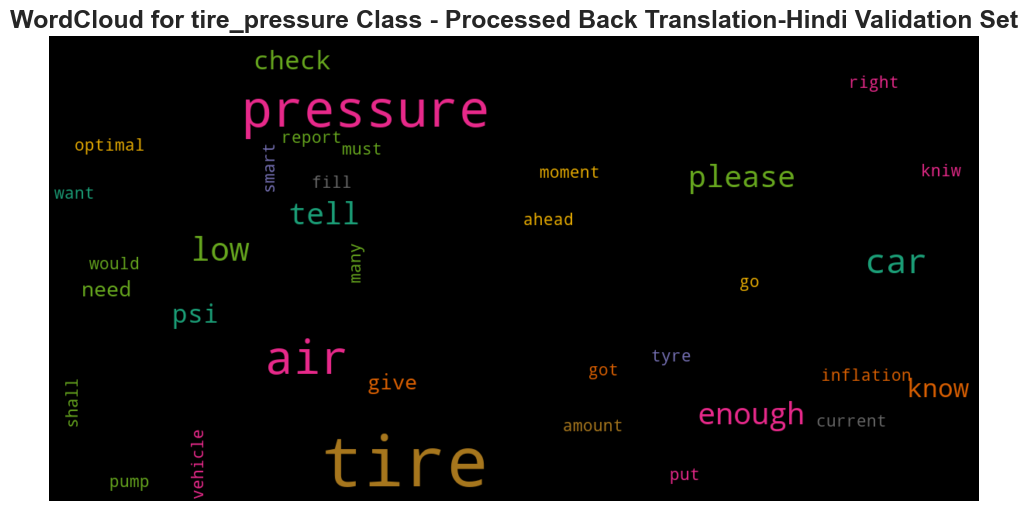 WordCloud for tire_pressure Class - Processed Back Translation-Hindi Validation Set
check
right
pressure
report
optimal
must
smart
moment
kniw
please
fill
want
tell
ahead
low
many
car
would
go
need
psi
air
tyre
got
inflation
give
know
shall
enough
current
amount
tire
vehicle
put
pump